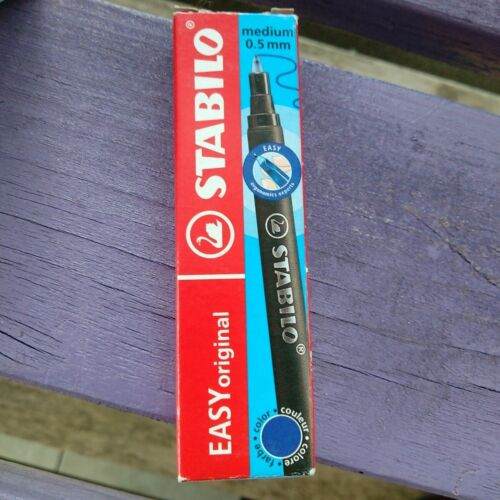 STABILO®
EASYoriginal
medium
0.5 mm
EASY
ergonomics experts
STABILO®
color • couleur • colore • farbe •